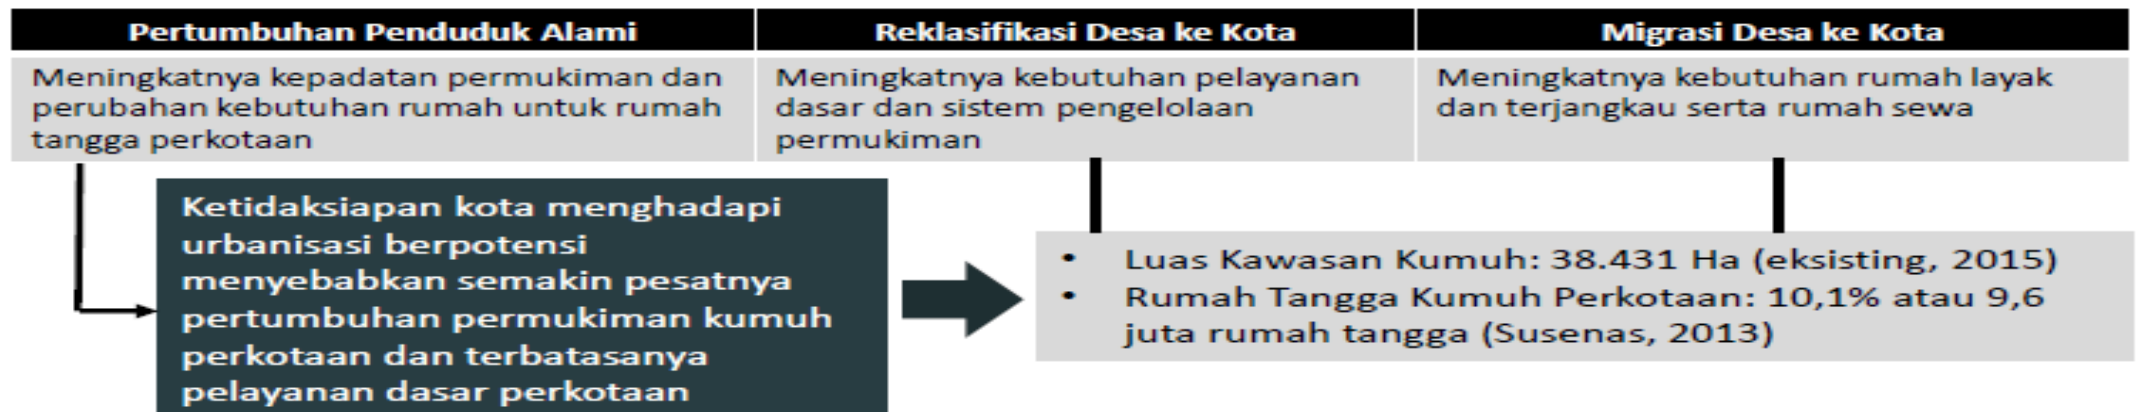 Pertumbuhan Penduduk Alami
Reklasifikasi Desa ke Kota
Migrasi Desa ke Kota
Meningkatnya kepadatan permukiman dan
perubahan kebutuhan rumah untuk rumah
tangga perkotaan
Meningkatnya kebutuhan pelayanan
dasar dan sistem pengelolaan
permukiman
Meningkatnya kebutuhan rumah layak
dan terjangkau serta rumah sewa
Ketidaksiapan kota menghadapi
urbanisasi berpotensi
menyebabkan semakin pesatnya
pertumbuhan permukiman kumuh
perkotaan dan terbatasanya
pelayanan dasar perkotaan
• Luas Kawasan Kumuh: 38.431 Ha (eksisting, 2015)
• Rumah Tangga Kumuh Perkotaan: 10,1% atau 9,6
juta rumah tangga (Susenas, 2013)